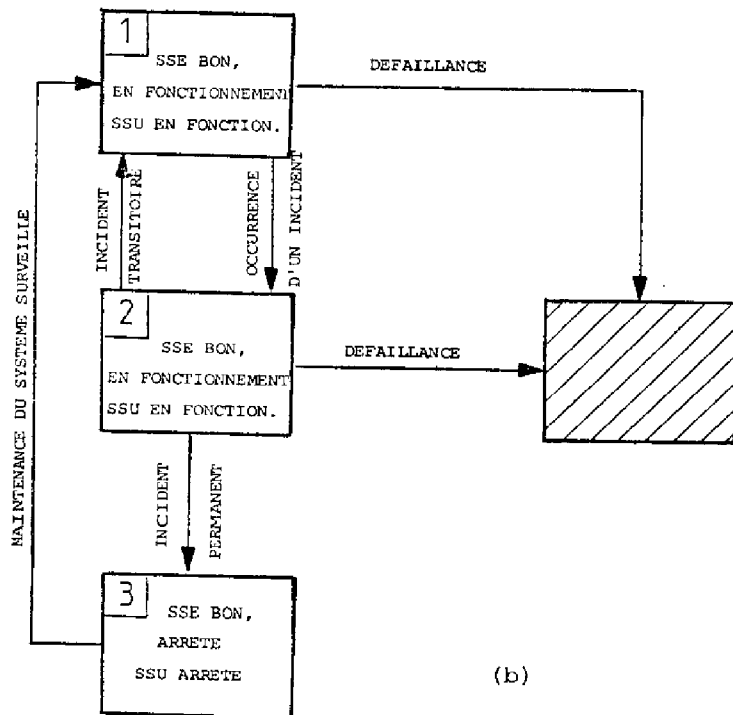 1
SSE BON,
EN FONCTIONNEMENT
SSU EN FONCTION.
DEFAILLANCE
MAINTENANCE DU SYSTEME SURVEILLE
INCIDENT
TRANSITOIRE
OCCURRENCE
D'UN INCIDENT
2
SSE BON,
EN FONCTIONNEMENT
SSU EN FONCTION.
DEFAILLANCE
INCIDENT
PERMANENT
3
SSE BON,
ARRETE
SSU ARRETE
(b)